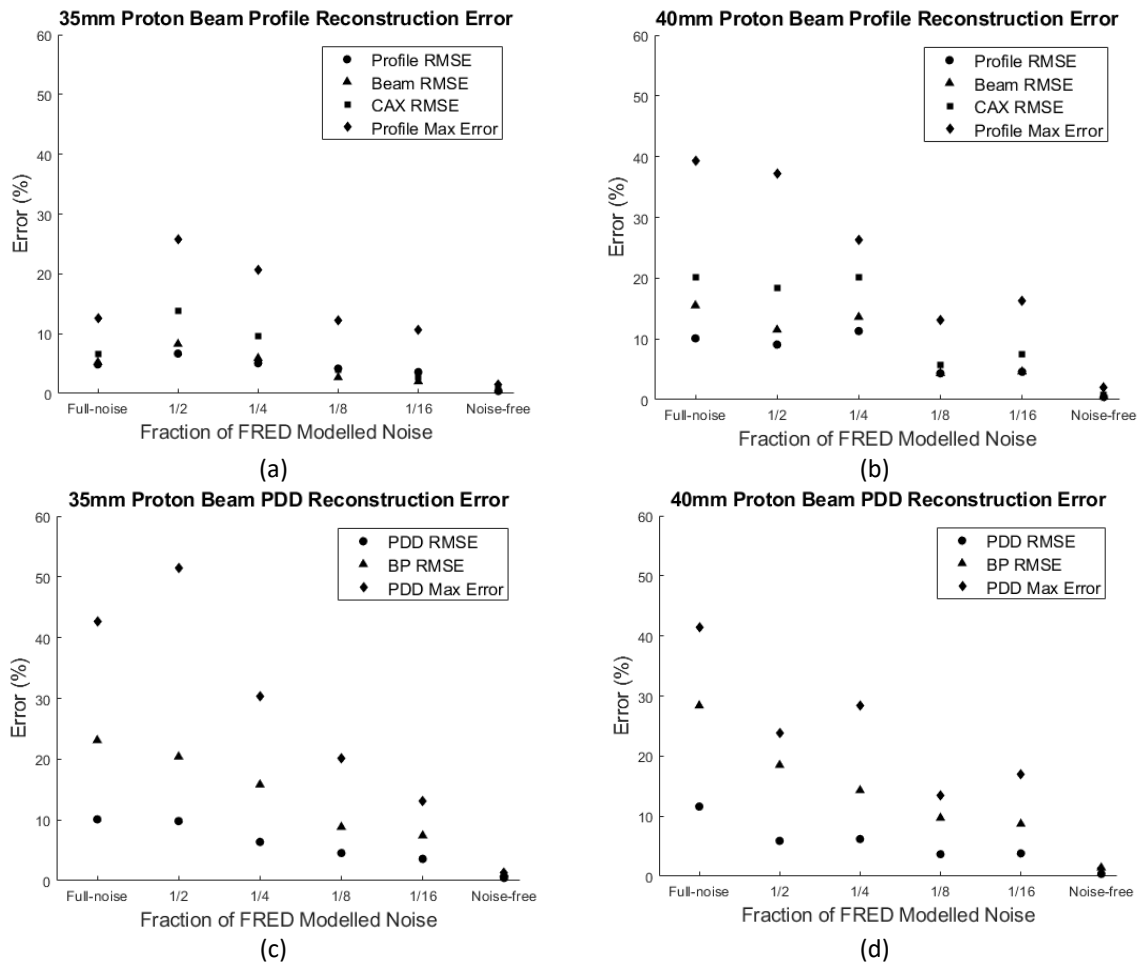 35mm Proton Beam Profile Reconstruction Error
60
50
40
30
20
10
0
Error (%)
Profile RMSE
Beam RMSE
CAX RMSE
Profile Max Error
Full-noise 1/2 1/4 1/8 1/16 Noise-free
Fraction of FRED Modelled Noise
(a)
40mm Proton Beam Profile Reconstruction Error
60
50
40
30
20
10
0
Error (%)
Profile RMSE
Beam RMSE
CAX RMSE
Profile Max Error
Full-noise 1/2 1/4 1/8 1/16 Noise-free
Fraction of FRED Modelled Noise
(b)
35mm Proton Beam PDD Reconstruction Error
60
50
40
30
20
10
0
Error (%)
PDD RMSE
BP RMSE
PDD Max Error
Full-noise 1/2 1/4 1/8 1/16 Noise-free
Fraction of FRED Modelled Noise
(c)
40mm Proton Beam PDD Reconstruction Error
60
50
40
30
20
10
0
Error (%)
PDD RMSE
BP RMSE
PDD Max Error
Full-noise 1/2 1/4 1/8 1/16 Noise-free
Fraction of FRED Modelled Noise
(d)